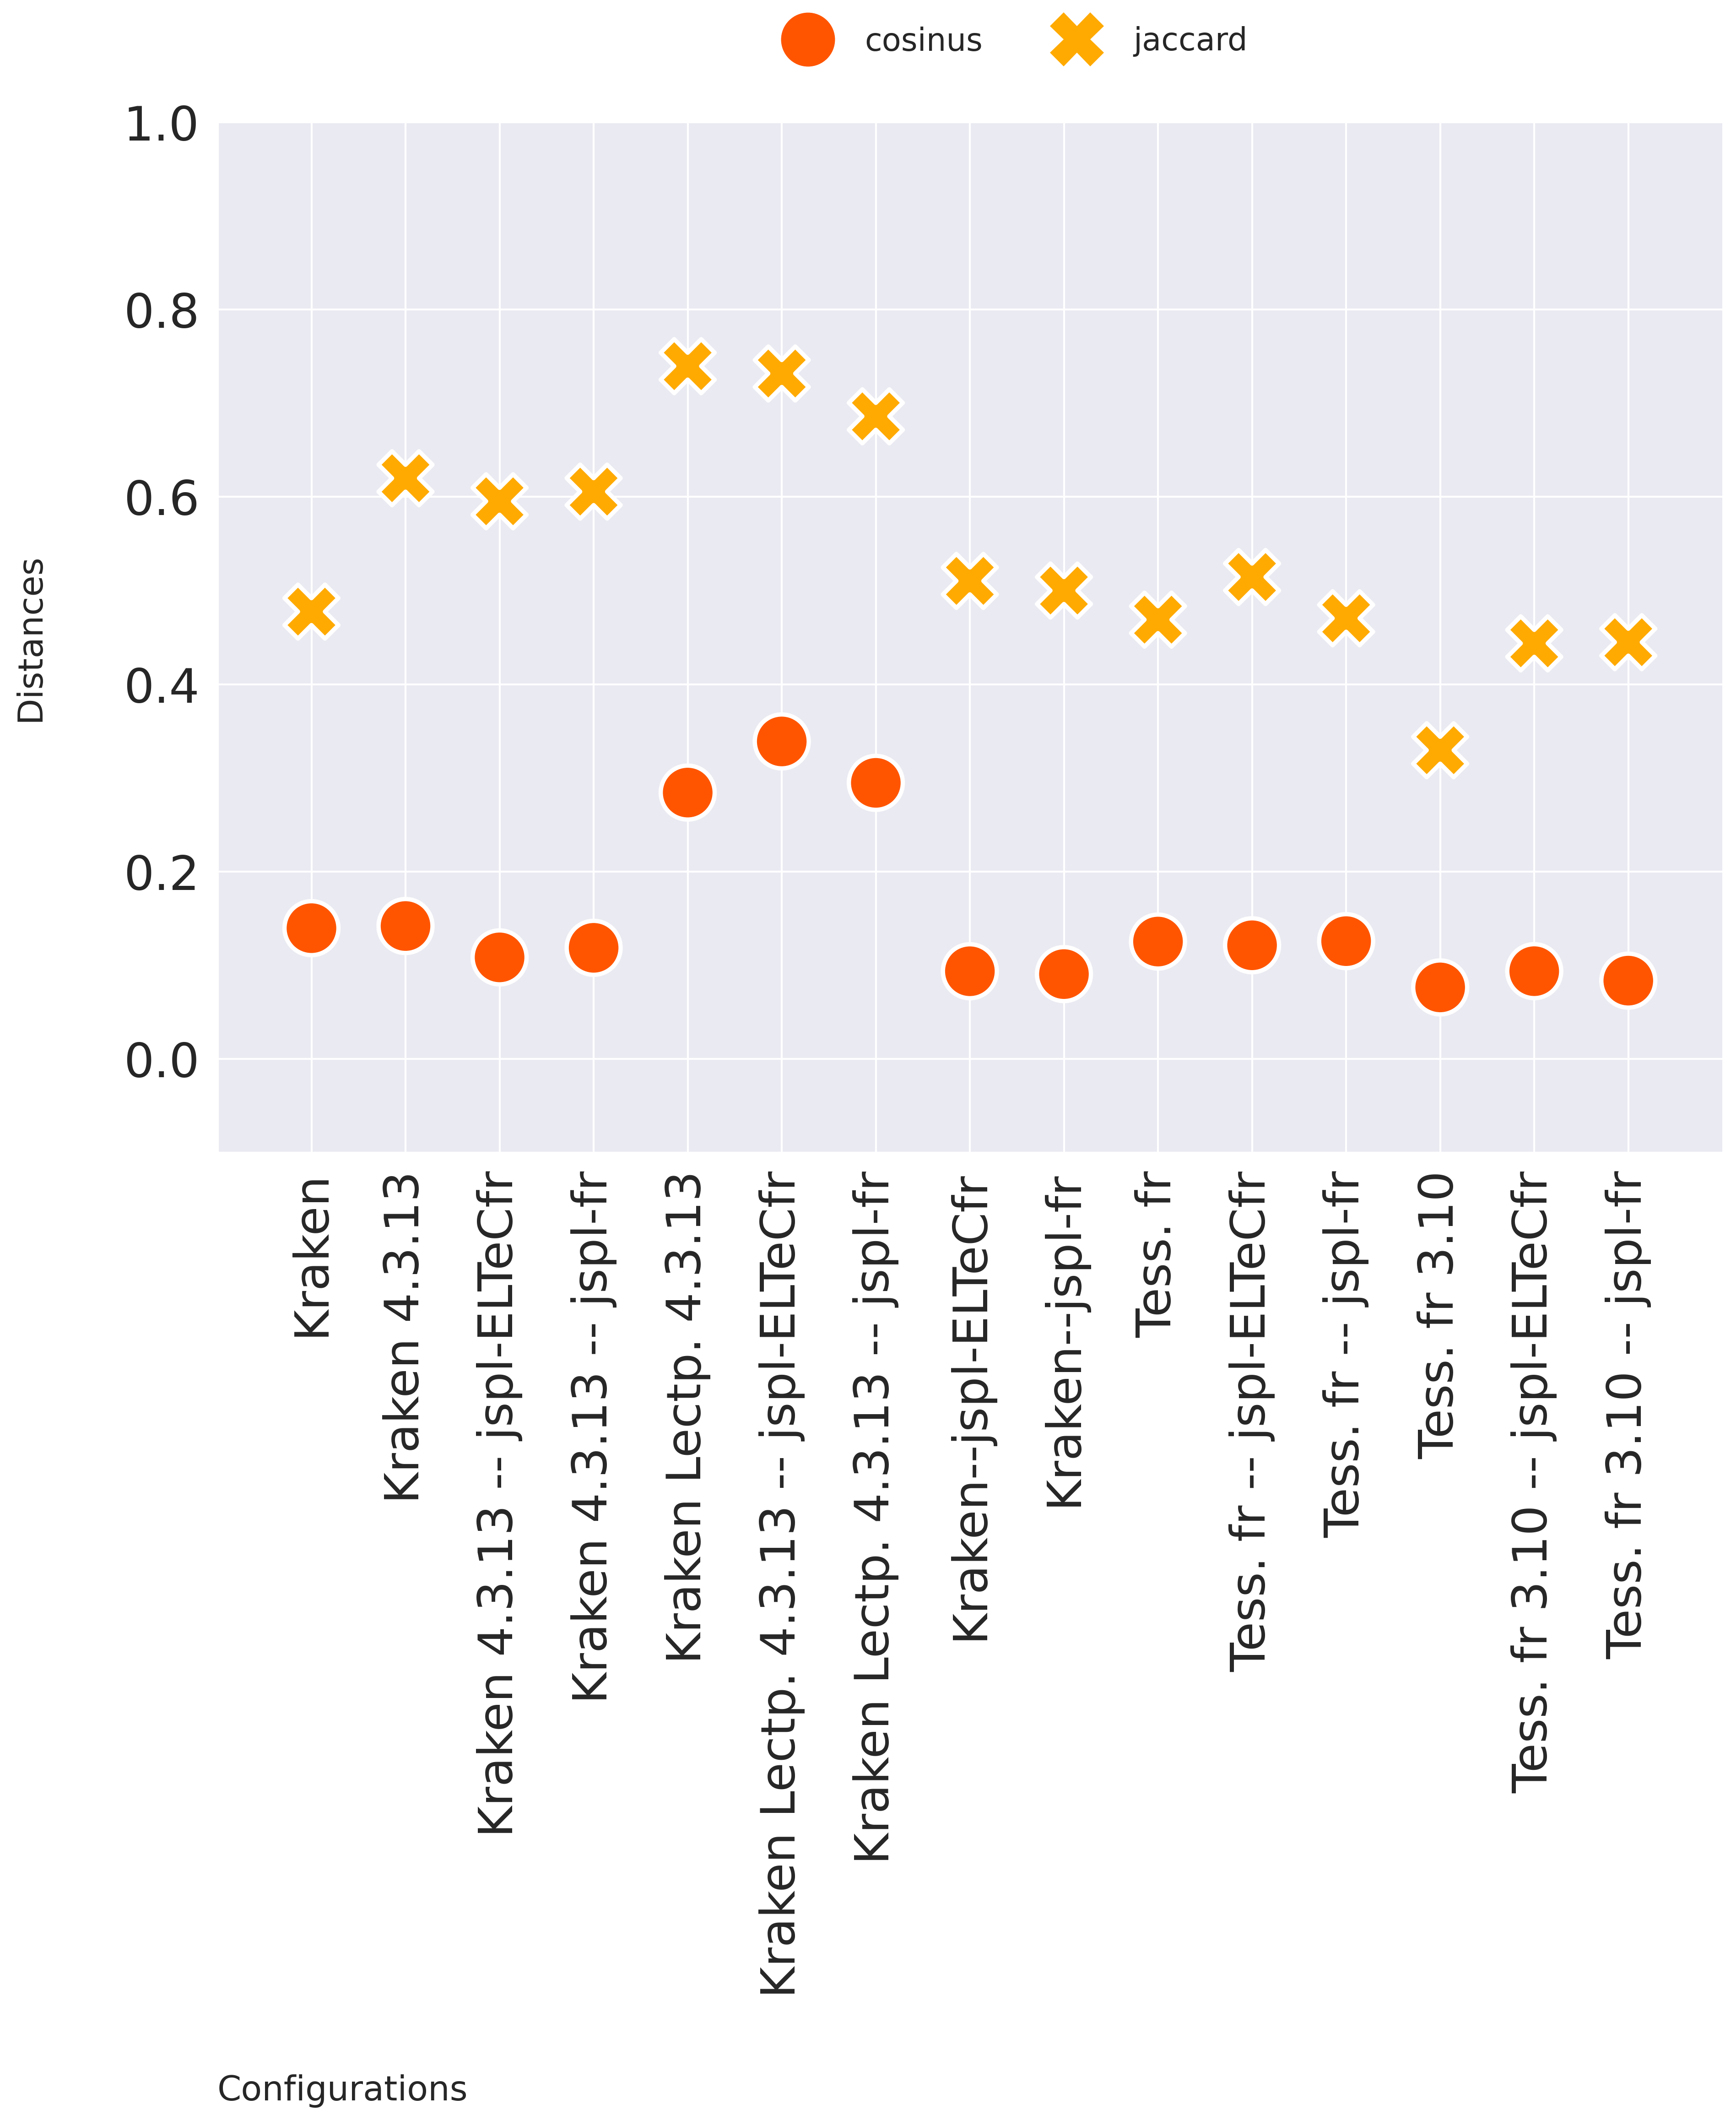 cosinus jaccard
1.0
0.8
0.6
0.4
0.2
0.0
Distances
Kraken
Kraken 4.3.13
Kraken 4.3.13 -- jspl-ELTeCfr
Kraken 4.3.13 -- jspl-fr
Kraken Lectp. 4.3.13
Kraken Lectp. 4.3.13 -- jspl-ELTeCfr
Kraken Lectp. 4.3.13 -- jspl-fr
Kraken--jspl-ELTeCfr
Kraken--jspl-fr
Tess. fr
Tess. fr -- jspl-ELTeCfr
Tess. fr -- jspl-fr
Tess. fr 3.10
Tess. fr 3.10 -- jspl-ELTeCfr
Tess. fr 3.10 -- jspl-fr
Configurations